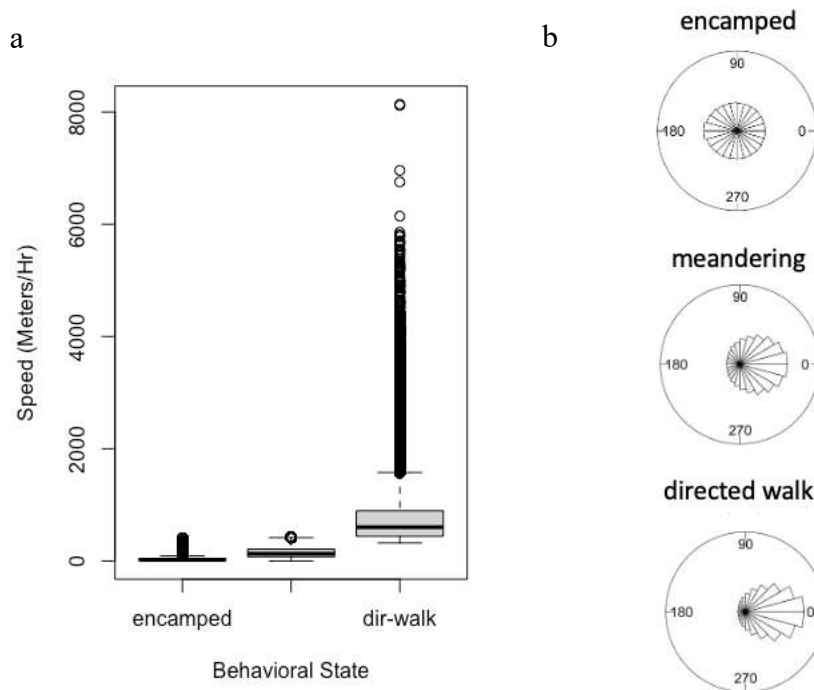 a
8000
6000
4000
2000
0
Speed (Meters/Hr)
encamped dir-walk
Behavioral State
b
encamped
90
180 0
270
meandering
90
180 0
270
directed walk
90
180 0
270